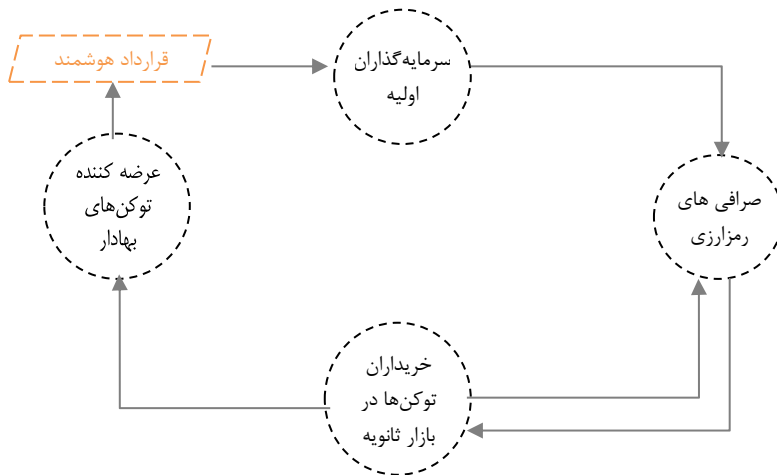 قرارداد هوشمند
سرمایه‌گذاران
اولیه
عرضه کننده
توکن‌های
بهادار
صرافی های
رمزارزی
خریداران
توکن‌ها در
بازار ثانویه